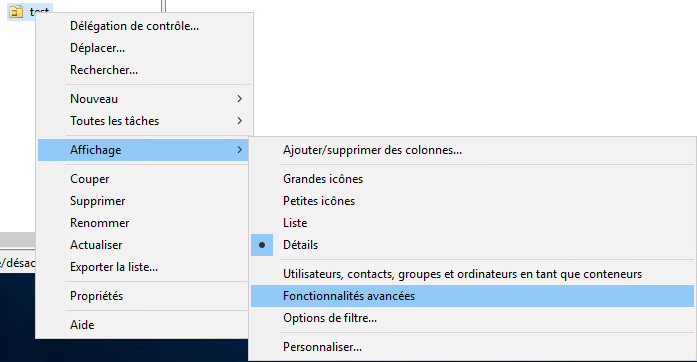 test
Délégation de contrôle...
Déplacer...
Rechercher...
Nouveau
Toutes les tâches
Affichage
Couper
Supprimer
Renommer
Actualiser
Exporter la liste...
Propriétés
Aide
Ajouter/supprimer des colonnes...
Grandes icônes
Petites icônes
Liste
Détails
Utilisateurs, contacts, groupes et ordinateurs en tant que conteneurs
Fonctionnalités avancées
Options de filtre...
Personnaliser...